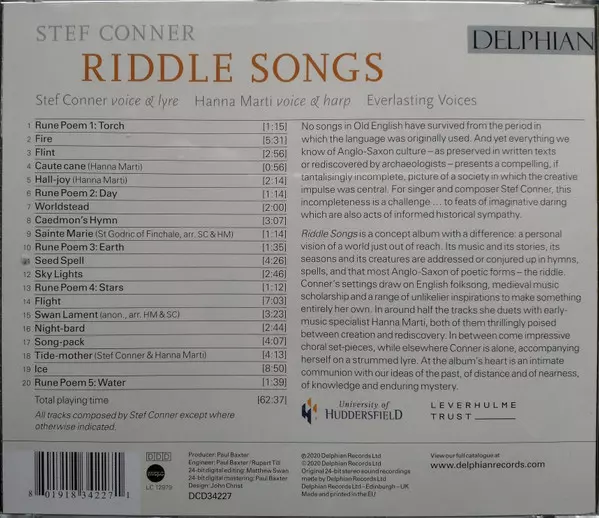 STEF CONNER
DELPHIAN
RIDDLE SONGS
Stef Conner voice & lyre Hanna Marti voice & harp Everlasting Voices
1 Rune Poem 1: Torch [1:15]
2 Fire [5:31]
3 Flint [2:56]
4 Caute cane (Hanna Marti) [0:56]
5 Hall-joy (Hanna Marti) [2:14]
6 Rune Poem 2: Day [1:14]
7 Worldstead [2:00]
8 Caedmon's Hymn [3:07]
9 Sainte Marie (St Godric of Finchale, arr. SC & HM) [1:14]
10 Rune Poem 3: Earth [1:35]
11 Seed Spell [4:26]
12 Sky Lights [2:46]
13 Rune Poem 4: Stars [1:12]
14 Flight [7:03]
15 Swan Lament (anon., arr. HM & SC) [3:23]
16 Night-bard [2:44]
17 Song-pack [4:07]
18 Tide-mother (Stef Conner & Hanna Marti) [4:13]
19 Ice [8:50]
20 Rune Poem 5: Water [1:39]
Total playing time [62:37]
All tracks composed by Stef Conner except where
otherwise indicated.
No songs in Old English have survived from the period in
which the language was originally used. And yet everything we
know of Anglo-Saxon culture – as preserved in written texts
or rediscovered by archaeologists – presents a compelling, if
tantalisingly incomplete, picture of a society in which the creative
impulse was central. For singer and composer Stef Conner, this
incompleteness is a challenge … to feats of imaginative daring
which are also acts of informed historical sympathy.
Riddle Songs is a concept album with a difference: a personal
vision of a world just out of reach. Its music and its stories, its
seasons and its creatures are addressed or conjured up in hymns,
spells, and that most Anglo-Saxon of poetic forms – the riddle.
Conner's settings draw on English folksong, medieval music
scholarship and a range of unlikelier inspirations to make something
entirely her own. In around half the tracks she duets with early-
music specialist Hanna Marti, both of them thrillingly poised
between creation and rediscovery. In between come impressive
choral set-pieces, while elsewhere Conner is alone, accompanying
herself on a strummed lyre. At the album's heart is an intimate
communion with our ideas of the past, of distance and of nearness,
of knowledge and enduring mystery.
University of
HUDDERSFIELD
LEVERHULME
TRUST
8 01918 34227 1
DDD
LC 12979
Producer: Paul Baxter
Engineer: Paul Baxter / Rupert Till
24-bit digital editing: Matthew Swan
24-bit digital mastering: Paul Baxter
Design: John Christ
DCD34227
℗ 2020 Delphian Records Ltd
© 2020 Delphian Records Ltd
Original 24-bit stereo sound recordings
made by Delphian Records Ltd
Delphian Records Ltd – Edinburgh – UK
Made and printed in the EU
View our full catalogue at
www.delphianrecords.com